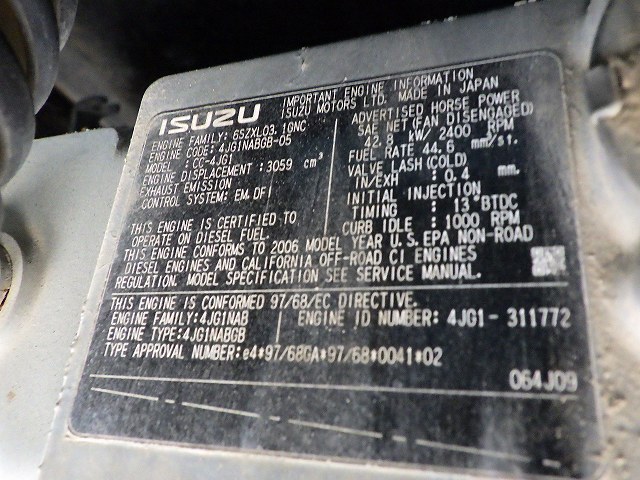 ISUZU
IMPORTANT ENGINE INFORMATION
ISUZU MOTORS LTD. MADE IN JAPAN
ENGINE FAMILY: 6SZXL03.1GNC
ENGINE CODE: 4JG1NABGB-05
MODEL : CC-4JG1
ENGINE DISPLACEMENT :3059 cm³
EXHAUST EMISSION
CONTROL SYSTEM: EM,DFI
ADVERTISED HORSE POWER
SAE NET(FAN DISENGAGED)
42.8 kW/2400 RPM
FUEL RATE 44.6 mm³/st.
VALVE LASH(COLD)
IN/EXH : 0.4 mm.
INITIAL INJECTION
TIMING : 13°BTDC
CURB IDLE : 1000 RPM
THIS ENGINE IS CERTIFIED TO
OPERATE ON DIESEL FUEL.
THIS ENGINE CONFORMS TO 2006 MODEL YEAR U.S.EPA NON-ROAD
DIESEL ENGINES AND CALIFORNIA OFF-ROAD CI ENGINES
REGULATION. MODEL SPECIFICATION SEE SERVICE MANUAL.
THIS ENGINE IS CONFORMED 97/68/EC DIRECTIVE.
ENGINE FAMILY:4JG1NAB
ENGINE ID NUMBER: 4JG1-311772
ENGINE TYPE:4JG1NABGB
TYPE APPROVAL NUMBER:e4*97/68GA*97/68*0041*02
064J09